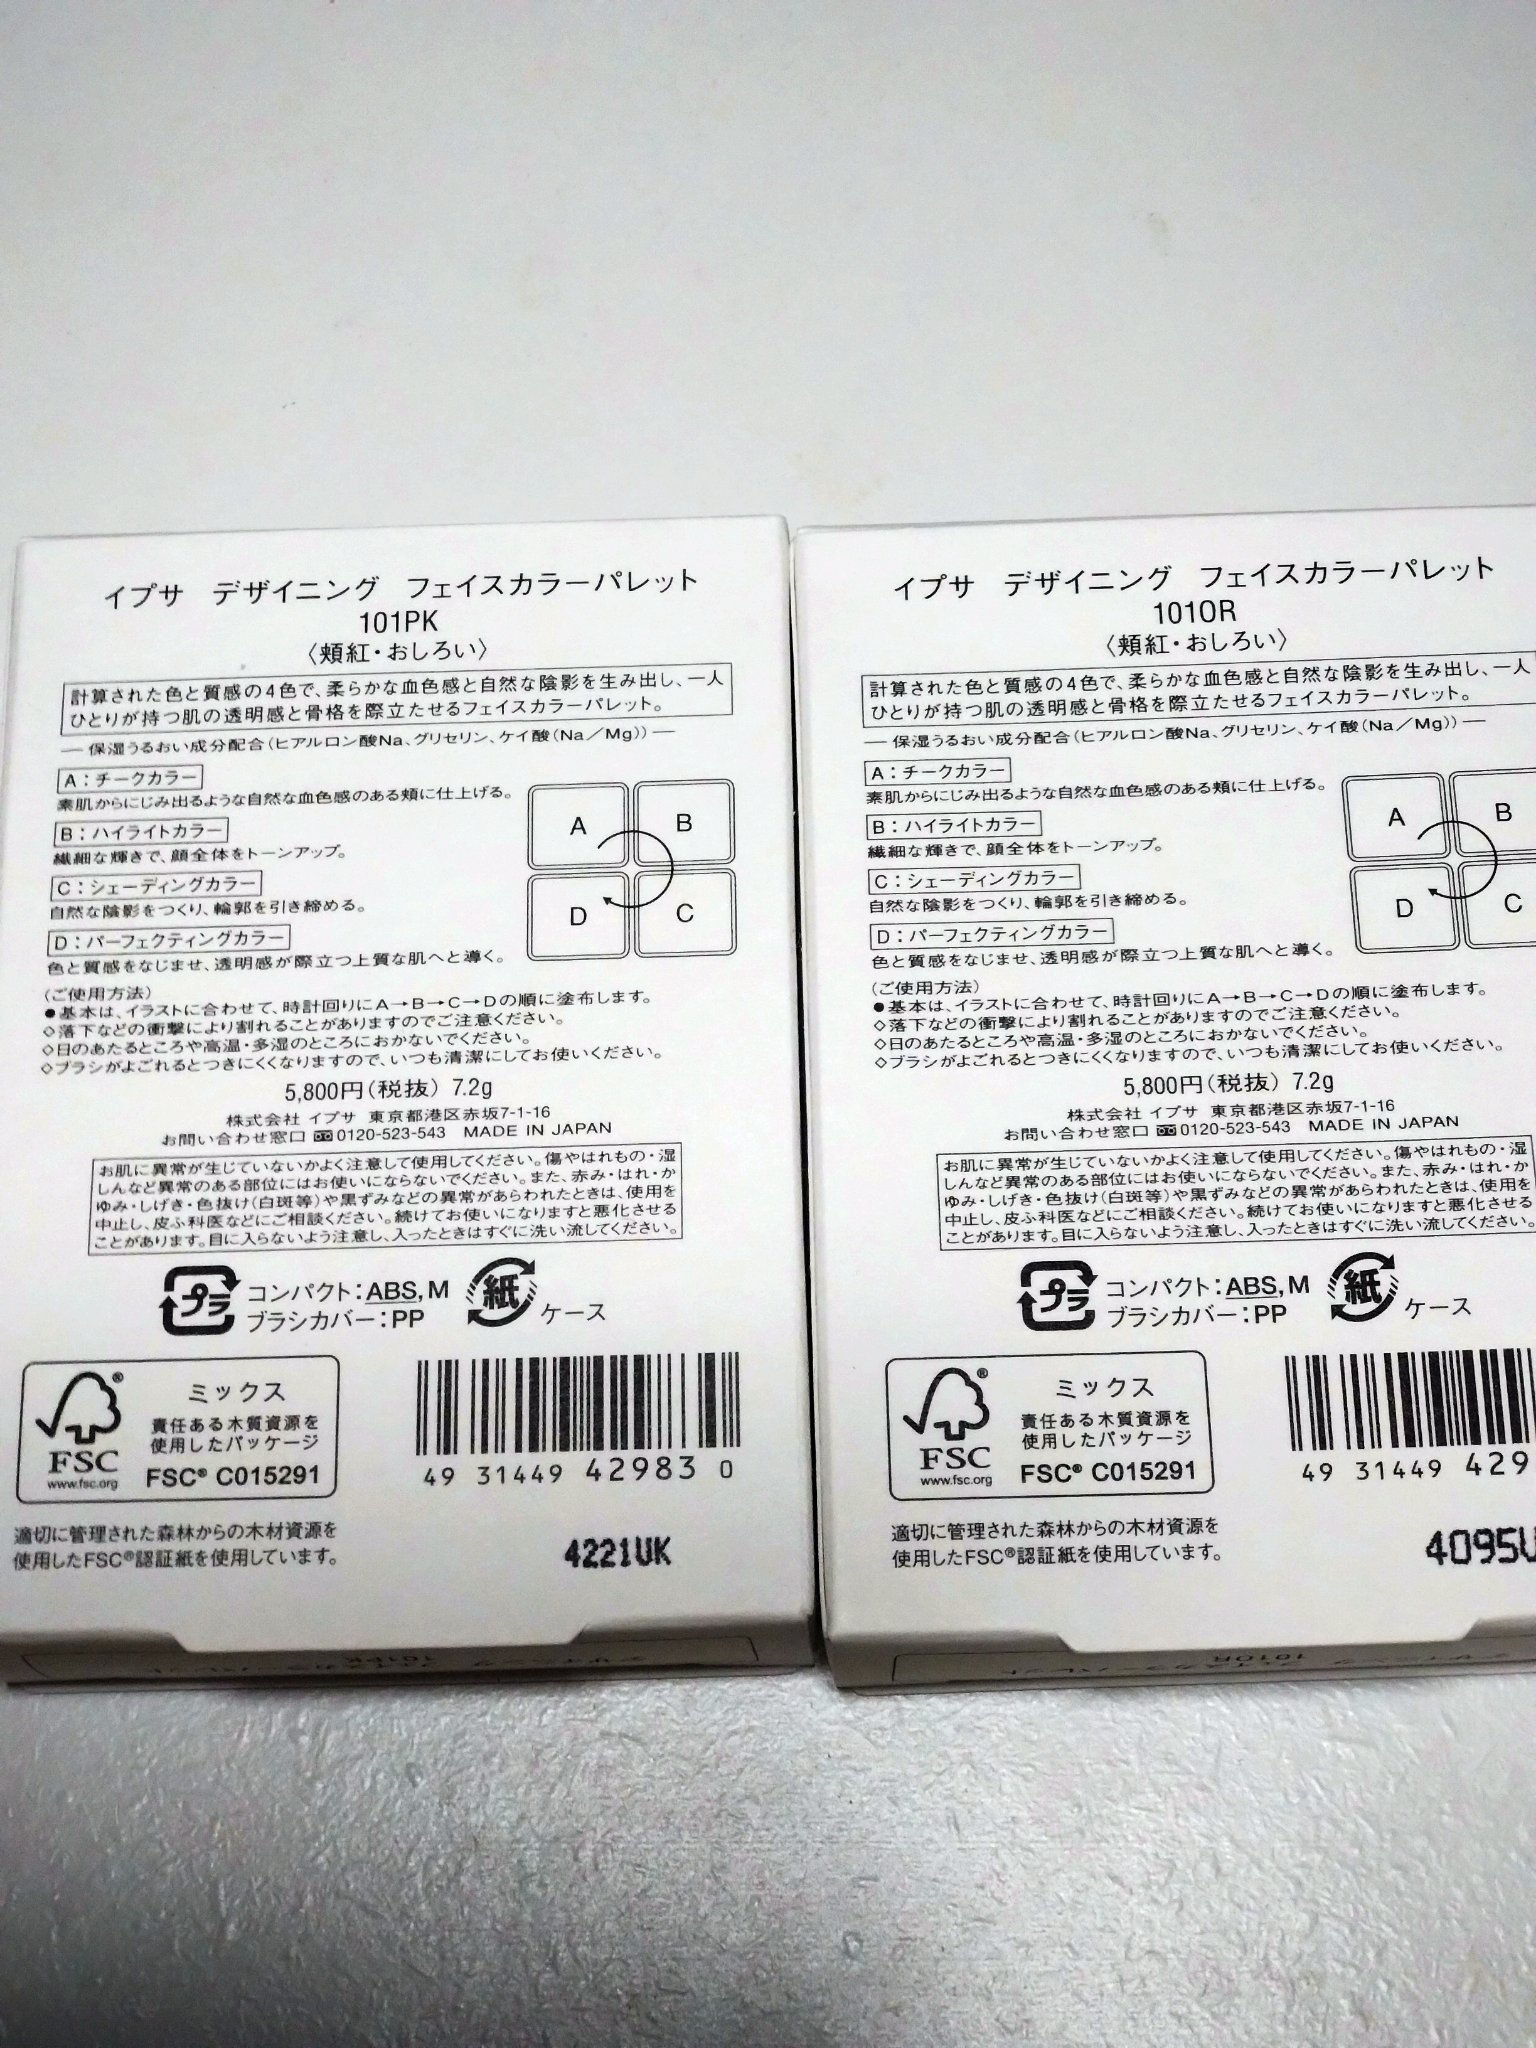 イプサ デザイニング フェイスカラーパレット
101PK
〈頬紅・おしろい〉
計算された色と質感の4色で、柔らかな血色感と自然な陰影を生み出し、一人
ひとりが持つ肌の透明感と骨格を際立たせるフェイスカラーパレット。
― 保湿うるおい成分配合(ヒアルロン酸Na、グリセリン、ケイ酸(Na/Mg)) ―
A:チークカラー
素肌からにじみ出るような自然な血色感のある頬に仕上げる。
B:ハイライトカラー
繊細な輝きで、顔全体をトーンアップ。
C:シェーディングカラー
自然な陰影をつくり、輪郭を引き締める。
D:パーフェクティングカラー
色と質感をなじませ、透明感が際立つ上質な肌へと導く。
A B
D C
(ご使用方法)
●基本は、イラストに合わせて、時計回りにA→B→C→Dの順に塗布します。
◇落下などの衝撃により割れることがありますのでご注意ください。
◇日のあたるところや高温・多湿のところにおかないでください。
◇ブラシがよごれるとつきにくくなりますので、いつも清潔にしてお使いください。
5,800円(税抜) 7.2g
株式会社 イプサ 東京都港区赤坂7-1-16
お問い合わせ窓口 0120-523-543 MADE IN JAPAN
お肌に異常が生じていないかよく注意して使用してください。傷やはれもの・湿
しんなど異常のある部位にはお使いにならないでください。また、赤み・はれ・か
ゆみ・しげき・色抜け(白斑等)や黒ずみなどの異常があらわれたときは、使用を
中止し、皮ふ科医などにご相談ください。続けてお使いになりますと悪化させる
ことがあります。目に入らないよう注意し、入ったときはすぐに洗い流してください。
プラ コンパクト:ABS,M 紙 ケース
ブラシカバー:PP
FSC
www.fsc.org
ミックス
責任ある木質資源を
使用したパッケージ
FSC® C015291
49 31449 42983 0
適切に管理された森林からの木材資源を
使用したFSC®認証紙を使用しています。
4221UK
デザイニング フェイスカラーパレット
101PK
イプサ デザイニング フェイスカラーパレット
101OR
〈頬紅・おしろい〉
計算された色と質感の4色で、柔らかな血色感と自然な陰影を生み出し、一人
ひとりが持つ肌の透明感と骨格を際立たせるフェイスカラーパレット。
― 保湿うるおい成分配合(ヒアルロン酸Na、グリセリン、ケイ酸(Na/Mg)) ―
A:チークカラー
素肌からにじみ出るような自然な血色感のある頬に仕上げる。
B:ハイライトカラー
繊細な輝きで、顔全体をトーンアップ。
C:シェーディングカラー
自然な陰影をつくり、輪郭を引き締める。
D:パーフェクティングカラー
色と質感をなじませ、透明感が際立つ上質な肌へと導く。
A B
D C
(ご使用方法)
●基本は、イラストに合わせて、時計回りにA→B→C→Dの順に塗布します。
◇落下などの衝撃により割れることがありますのでご注意ください。
◇日のあたるところや高温・多湿のところにおかないでください。
◇ブラシがよごれるとつきにくくなりますので、いつも清潔にしてお使いください。
5,800円(税抜) 7.2g
株式会社 イプサ 東京都港区赤坂7-1-16
お問い合わせ窓口 0120-523-543 MADE IN JAPAN
お肌に異常が生じていないかよく注意して使用してください。傷やはれもの・湿
しんなど異常のある部位にはお使いにならないでください。また、赤み・はれ・か
ゆみ・しげき・色抜け(白斑等)や黒ずみなどの異常があらわれたときは、使用を
中止し、皮ふ科医などにご相談ください。続けてお使いになりますと悪化させる
ことがあります。目に入らないよう注意し、入ったときはすぐに洗い流してください。
プラ コンパクト:ABS,M 紙 ケース
ブラシカバー:PP
FSC
www.fsc.org
ミックス
責任ある木質資源を
使用したパッケージ
FSC® C015291
49 31449 429
適切に管理された森林からの木材資源を
使用したFSC®認証紙を使用しています。
4095U
デザイニング フェイスカラーパレット
101OR